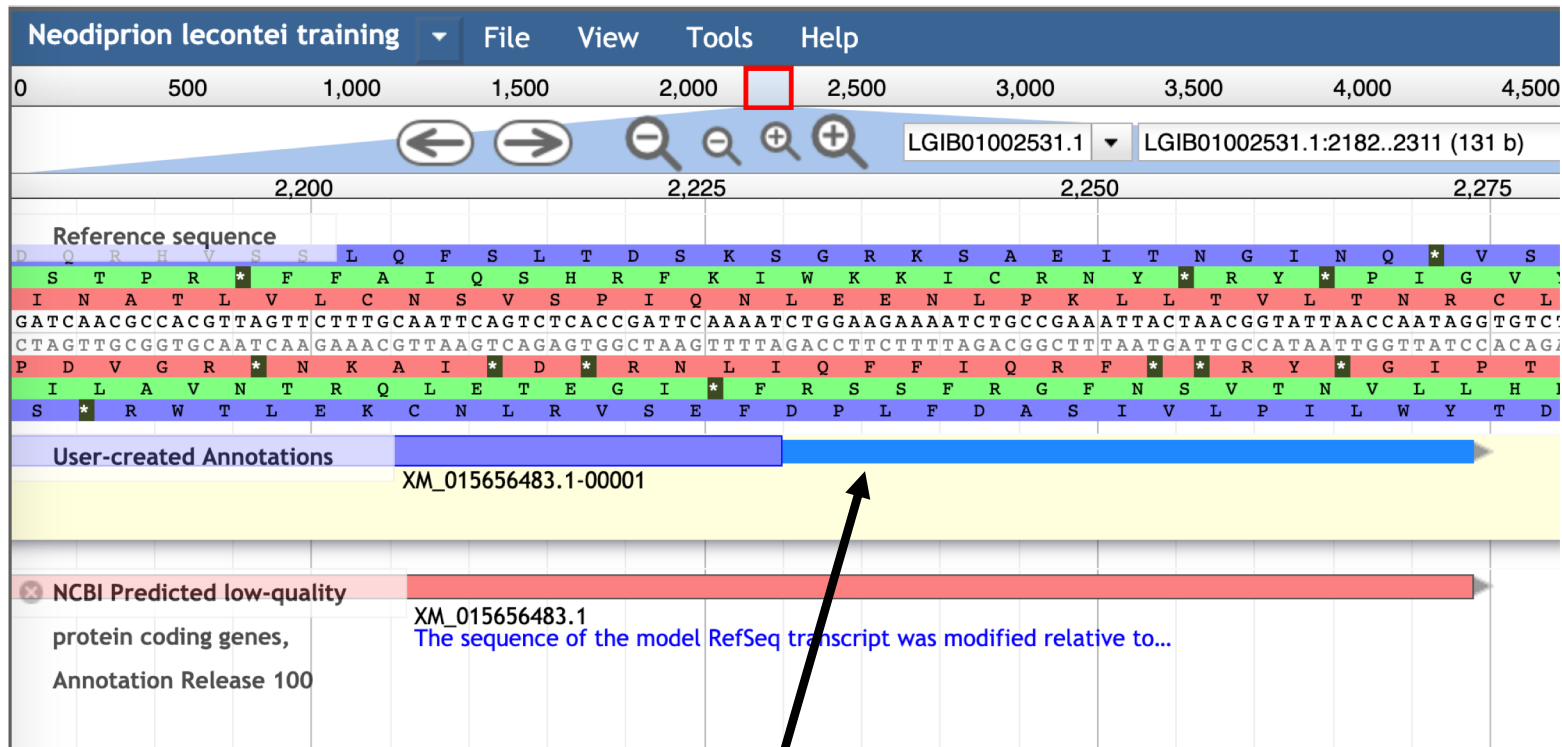 Neodiprion lecontei training File View Tools Help
0 500 1,000 1,500 2,000 2,500 3,000 3,500 4,000 4,500
LGIB01002531.1 LGIB01002531.1:2182..2311 (131 b)
2,200 2,225 2,250 2,275
Reference sequence
D Q R H V S S L Q F S L T D S K S G R K S A E I T N G I N Q * V S
S T P R * F F A I Q S H R F K I W K K I C R N Y * R Y * P I G V Y
I N A T L V L C N S V S P I Q N L E E N L P K L L T V L T N R C L
GATCAACGCCACGTTAGTTCTTTGCAATTCAGTCTCACCGATTCAAAATCTGGAAGAAAATCTGCCGAAATTACTAACGGTATTAACCAATAGGTGTCT
CTAGTTGCGGTGCAATCAAGAAACGTTAAGTCAGAGTGGCTAAGTTTTAGACCTTCTTTTAGACGGCTTTAATGATTGCCATAATTGGTTATCCACAGA
P D V G R * N K A I * D * R N L I Q F F I Q R F * * R Y * G I P T
I L A V N T R Q L E T E G I * F R S S F R G F N S V T N V L L H
S * R W T L E K C N L R V S E F D P L F D A S I V L P I L W Y T D
User-created Annotations
XM_015656483.1-00001
NCBI Predicted low-quality
protein coding genes,
Annotation Release 100
XM_015656483.1
The sequence of the model RefSeq transcript was modified relative to...